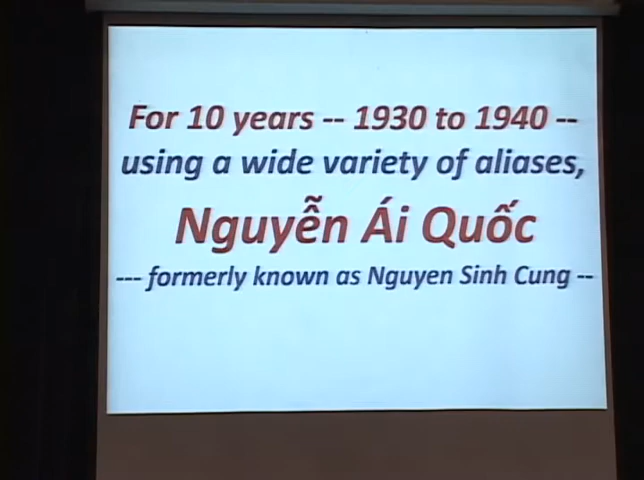 For 10 years -- 1930 to 1940 --
using a wide variety of aliases,
Nguyễn Ái Quốc
--- formerly known as Nguyen Sinh Cung --